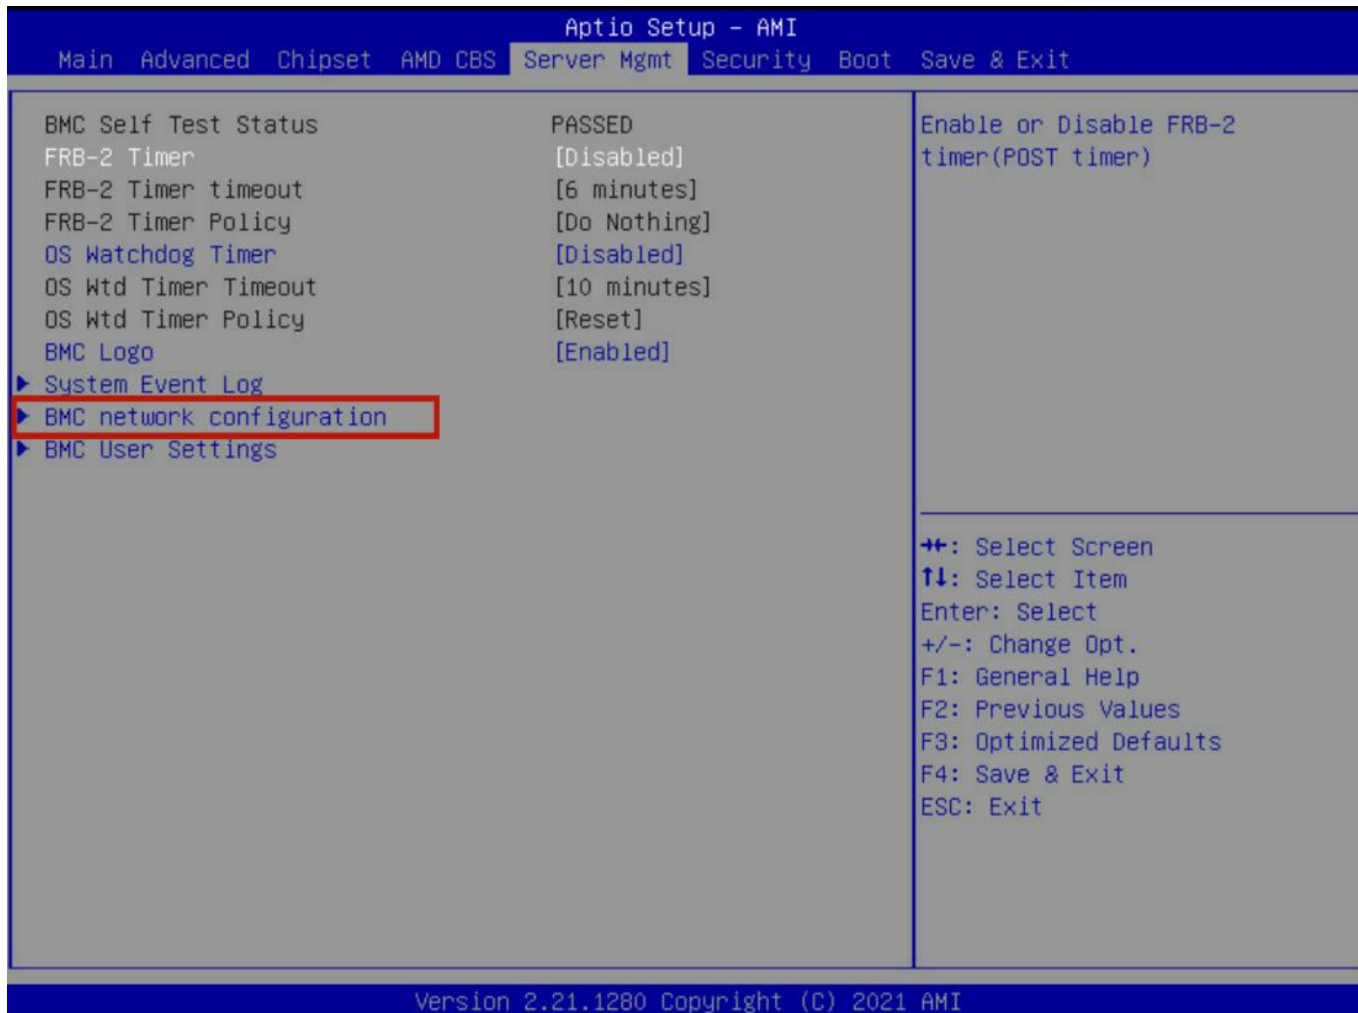 Aptio Setup – AMI
Main Advanced Chipset AMD CBS Server Mgmt Security Boot Save & Exit
BMC Self Test Status PASSED
FRB-2 Timer [Disabled]
FRB-2 Timer timeout [6 minutes]
FRB-2 Timer Policy [Do Nothing]
OS Watchdog Timer [Disabled]
OS Wtd Timer Timeout [10 minutes]
OS Wtd Timer Policy [Reset]
BMC Logo [Enabled]
▶ System Event Log
▶ BMC network configuration
▶ BMC User Settings
Enable or Disable FRB-2
timer(POST timer)
→←: Select Screen
↑↓: Select Item
Enter: Select
+/-: Change Opt.
F1: General Help
F2: Previous Values
F3: Optimized Defaults
F4: Save & Exit
ESC: Exit
Version 2.21.1280 Copyright (C) 2021 AMI